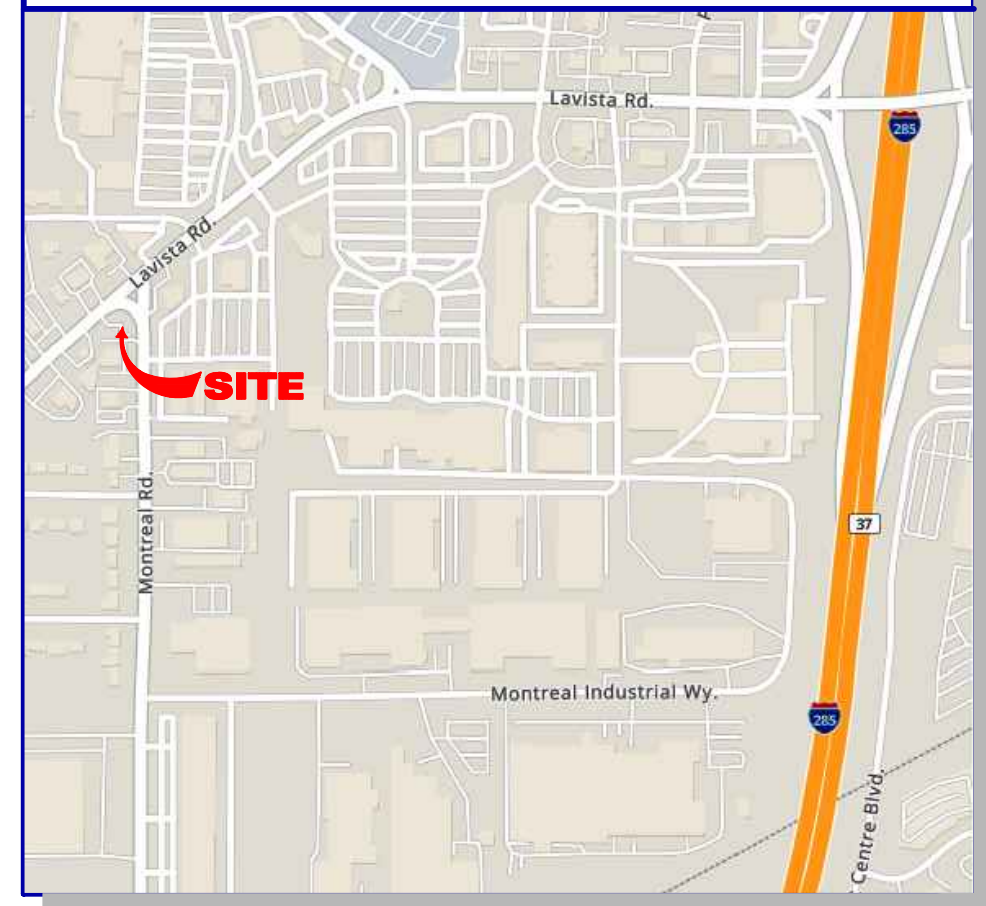 Lavista Rd.
285
Lavista Rd.
SITE
Montreal Rd.
37
Montreal Industrial Wy.
285
Centre Blvd.